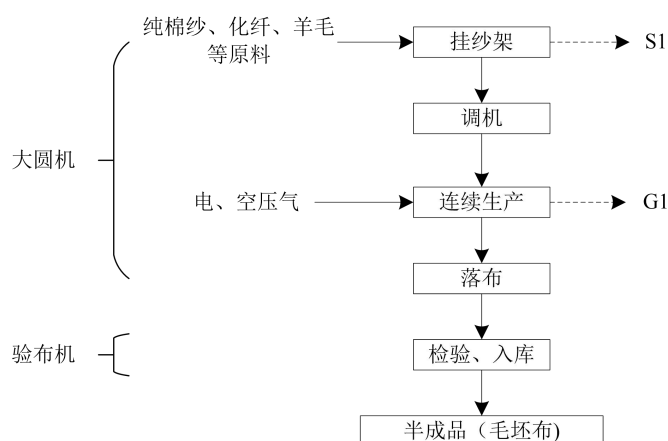 纯棉纱、化纤、羊毛
等原料
挂纱架
S1
调机
大圆机
电、空压气
连续生产
G1
落布
验布机
检验、入库
半成品（毛坯布)